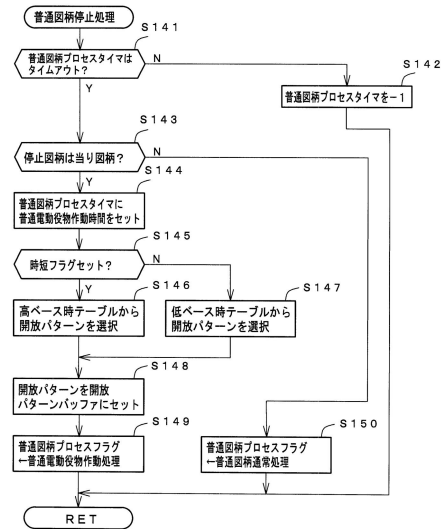 普通図柄停止処理
S141
普通図柄プロセスタイマは
タイムアウト?
N
S142
Y
普通図柄プロセスタイマを－1
S143
停止図柄は当り図柄?
N
Y
S144
普通図柄プロセスタイマに
普通電動役物作動時間をセット
S145
時短フラグセット?
N
Y
S146
S147
高ベース時テーブルから
開放パターンを選択
低ベース時テーブルから
開放パターンを選択
S148
開放パターンを開放
パターンバッファにセット
S149
S150
普通図柄プロセスフラグ
←普通電動役物作動処理
普通図柄プロセスフラグ
←普通図柄通常処理
RET